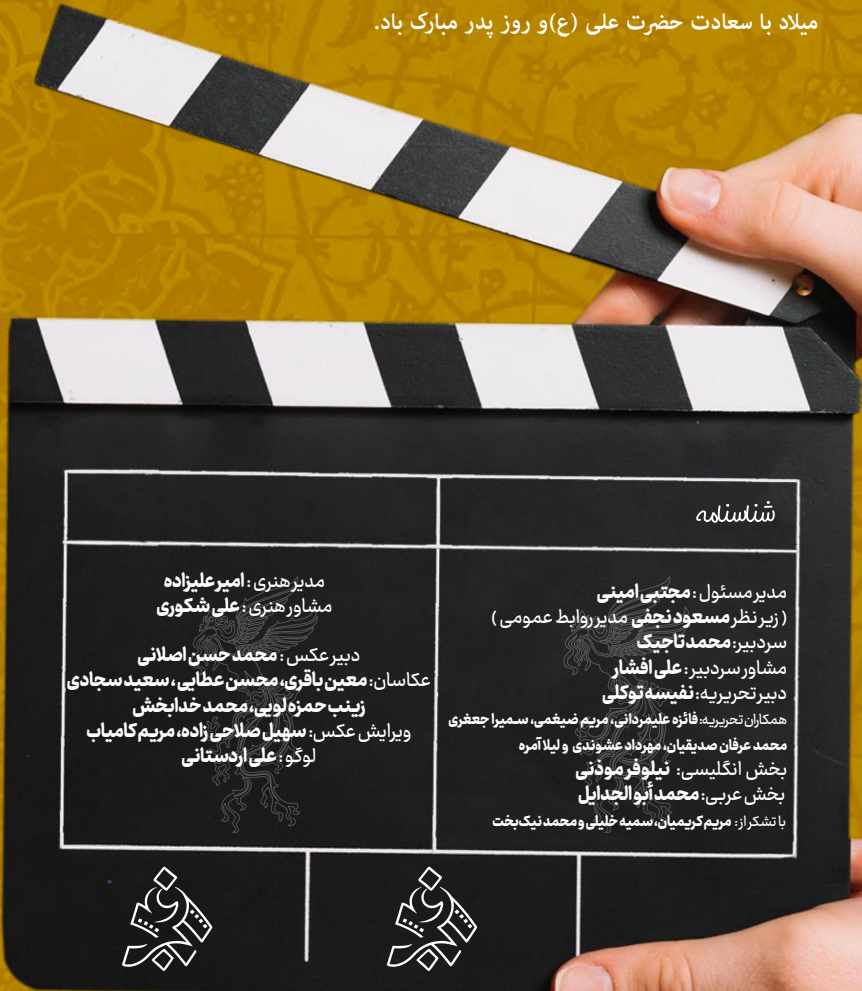 میلاد با سعادت حضرت علی (ع)و روز پدر مبارک باد.
شناسنامه
مدیر مسئول : مجتبی امینی
( زیر نظر مسعود نجفی مدیر روابط عمومی )
سردبیر: محمد تاجیک
مشاور سردبیر : علی افشار
دبیر تحریریه: نفیسه توکلی
همکاران تحریریه: فائزه علیمردانی، مریم ضیغمی، سمیرا جعفری
محمد عرفان صدیقیان، مهرداد عشوندی و لیلا آمره
بخش انگلیسی: نیلوفر موذنی
بخش عربی: محمد أبو الجدایل
با تشکر از : مریم کریمیان، سمیه خلیلی و محمد نیک بخت
مدیر هنری : امیر علیزاده
مشاور هنری : علی شکوری
دبیر عکس : محمد حسن اصلانی
عکاسان: معین باقری، محسن عطایی، سعید سجادی
زینب حمزه لویی، محمد خدابخش
ویرایش عکس: سهیل صلاحی زاده، مریم کامیاب
لوگو : علی اردستانی